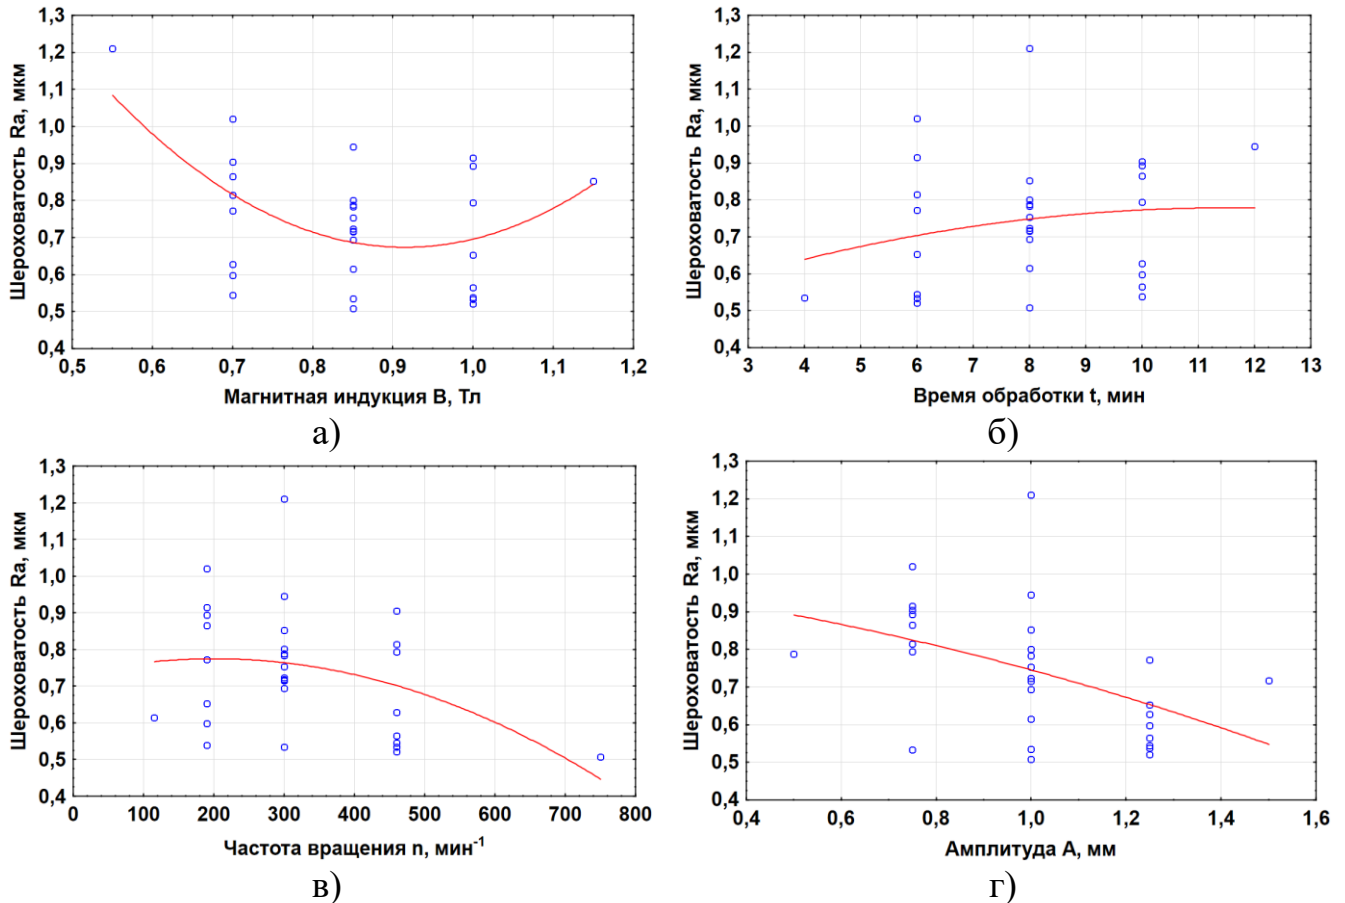 Шероховатость Ra, мкм
1,3
1,2
1,1
1,0
0,9
0,8
0,7
0,6
0,5
0,4
0,5 0,6 0,7 0,8 0,9 1,0 1,1 1,2
Магнитная индукция B, Тл
а)
Шероховатость Ra, мкм
1,3
1,2
1,1
1,0
0,9
0,8
0,7
0,6
0,5
0,4
3 4 5 6 7 8 9 10 11 12 13
Время обработки t, мин
б)
Шероховатость Ra, мкм
1,3
1,2
1,1
1,0
0,9
0,8
0,7
0,6
0,5
0,4
0 100 200 300 400 500 600 700 800
Частота вращения n, мин⁻¹
в)
Шероховатость Ra, мкм
1,3
1,2
1,1
1,0
0,9
0,8
0,7
0,6
0,5
0,4
0,4 0,6 0,8 1,0 1,2 1,4 1,6
Амплитуда A, мм
г)